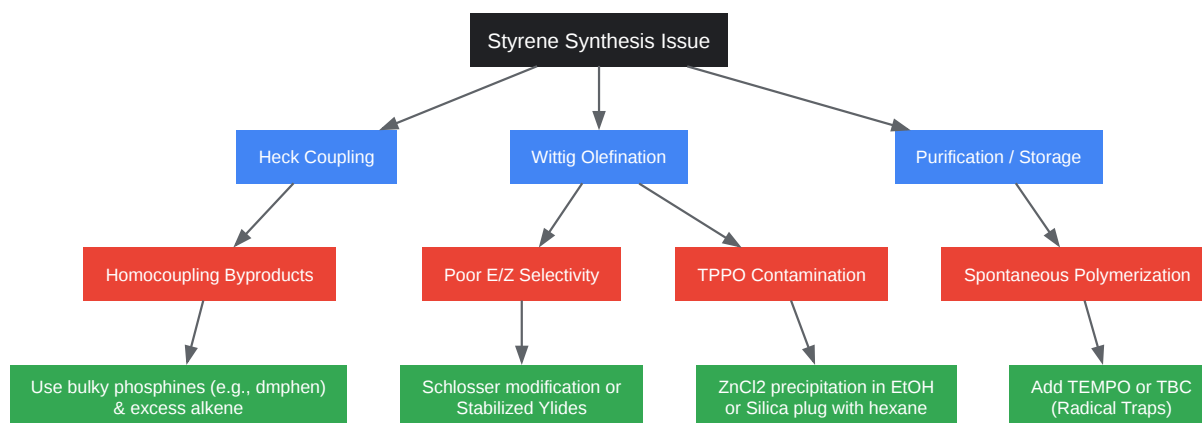 Styrene Synthesis Issue
Heck Coupling
Wittig Olefination
Purification / Storage
Homocoupling Byproducts
Poor E/Z Selectivity
TPPO Contamination
Spontaneous Polymerization
Use bulky phosphines (e.g., dmphen)
& excess alkene
Schlosser modification or
Stabilized Ylides
ZnCl2 precipitation in EtOH
or Silica plug with hexane
Add TEMPO or TBC
(Radical Traps)